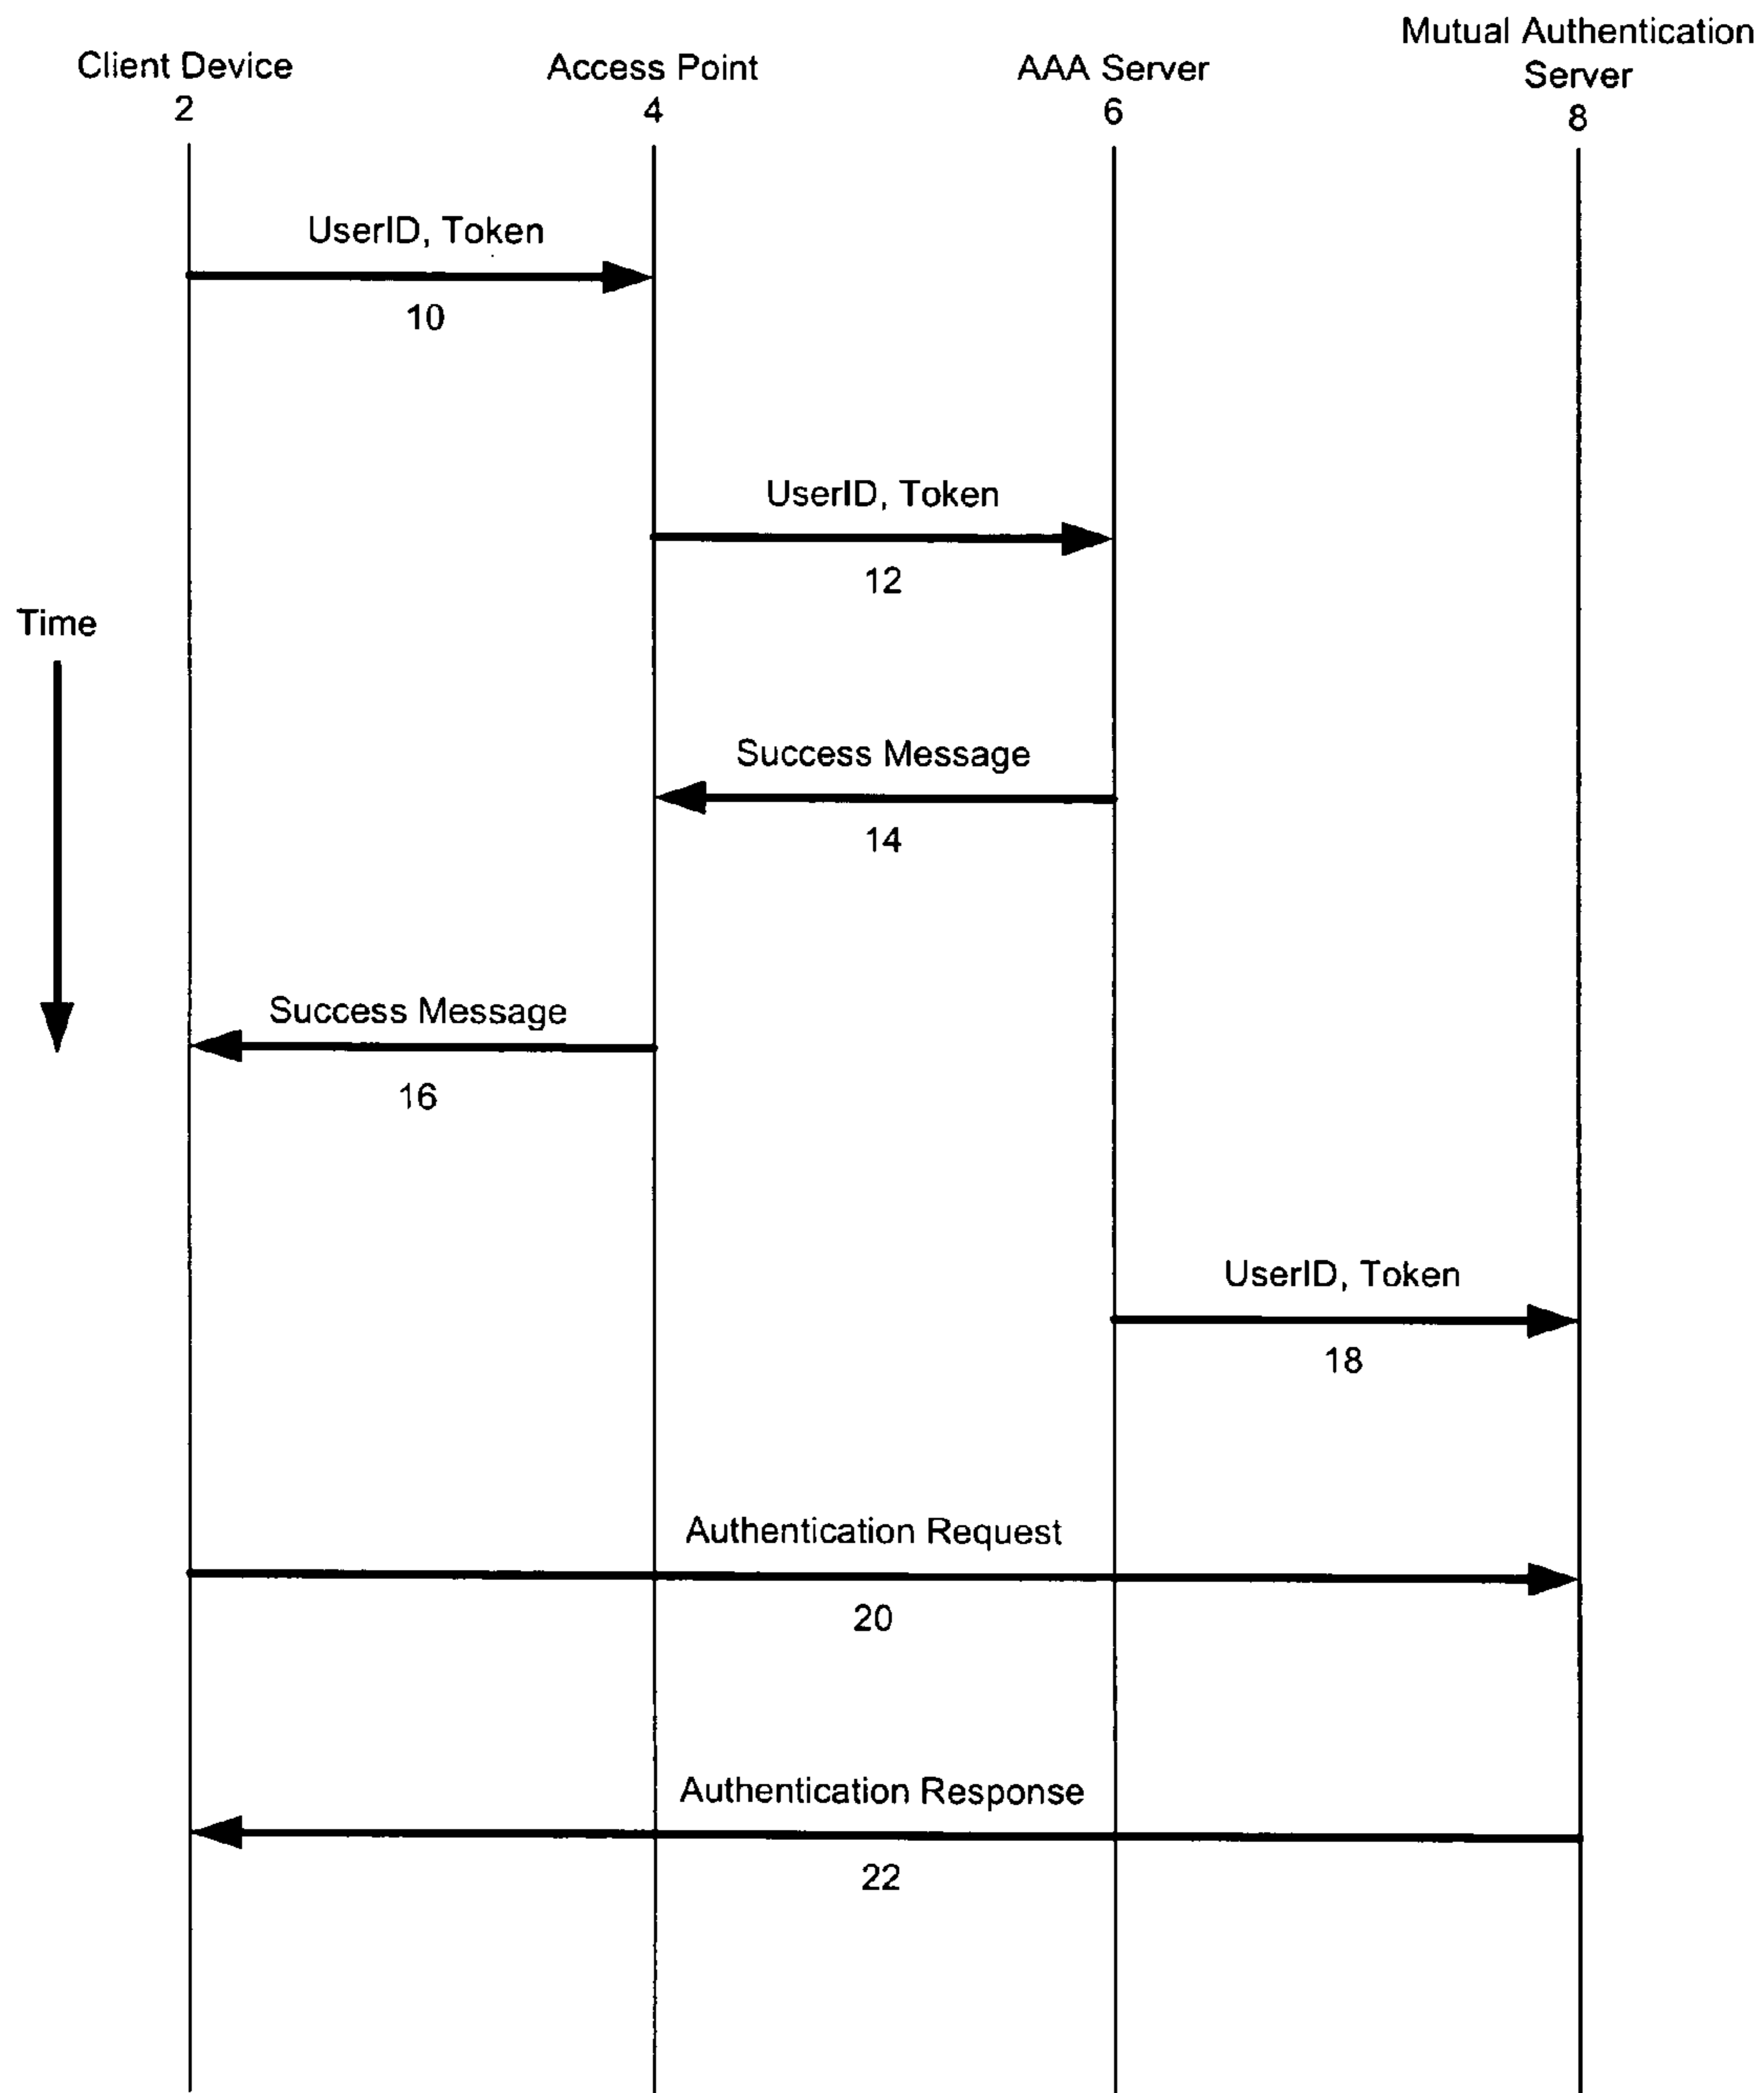 Client Device
2
Access Point
4
AAA Server
6
Mutual Authentication
Server
8
UserID, Token
10
UserID, Token
12
Time
Success Message
14
Success Message
16
UserID, Token
18
Authentication Request
20
Authentication Response
22